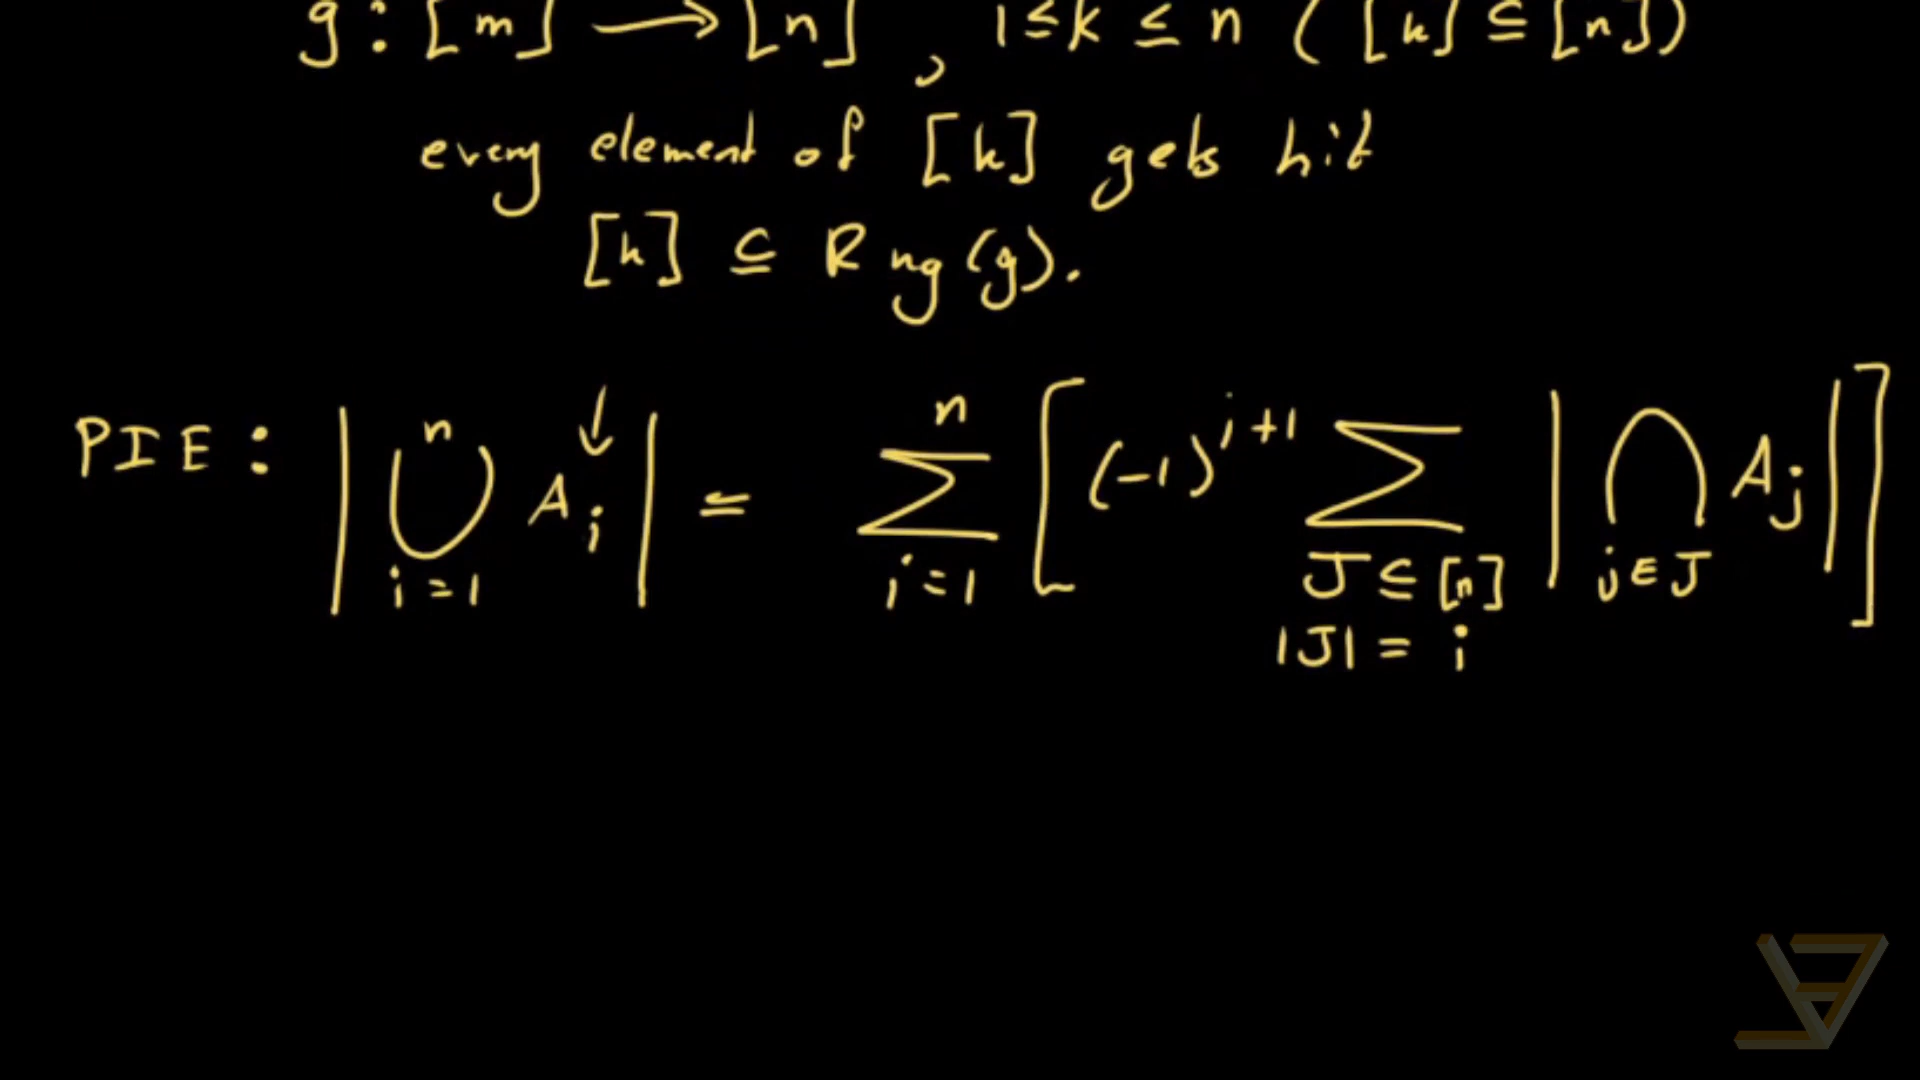 g : [m] ⟶ [n] , 1 ≤ k ≤ n ( [k] ⊆ [n] )
every element of [k] gets hit
[k] ⊆ Rng(g).
PIE : | ⋃_{i=1}^{n} A_i | = ∑_{i=1}^{n} [ (-1)^{i+1} ∑_{J ⊆ [n], |J| = i} | ⋂_{j∈J} A_j | ]